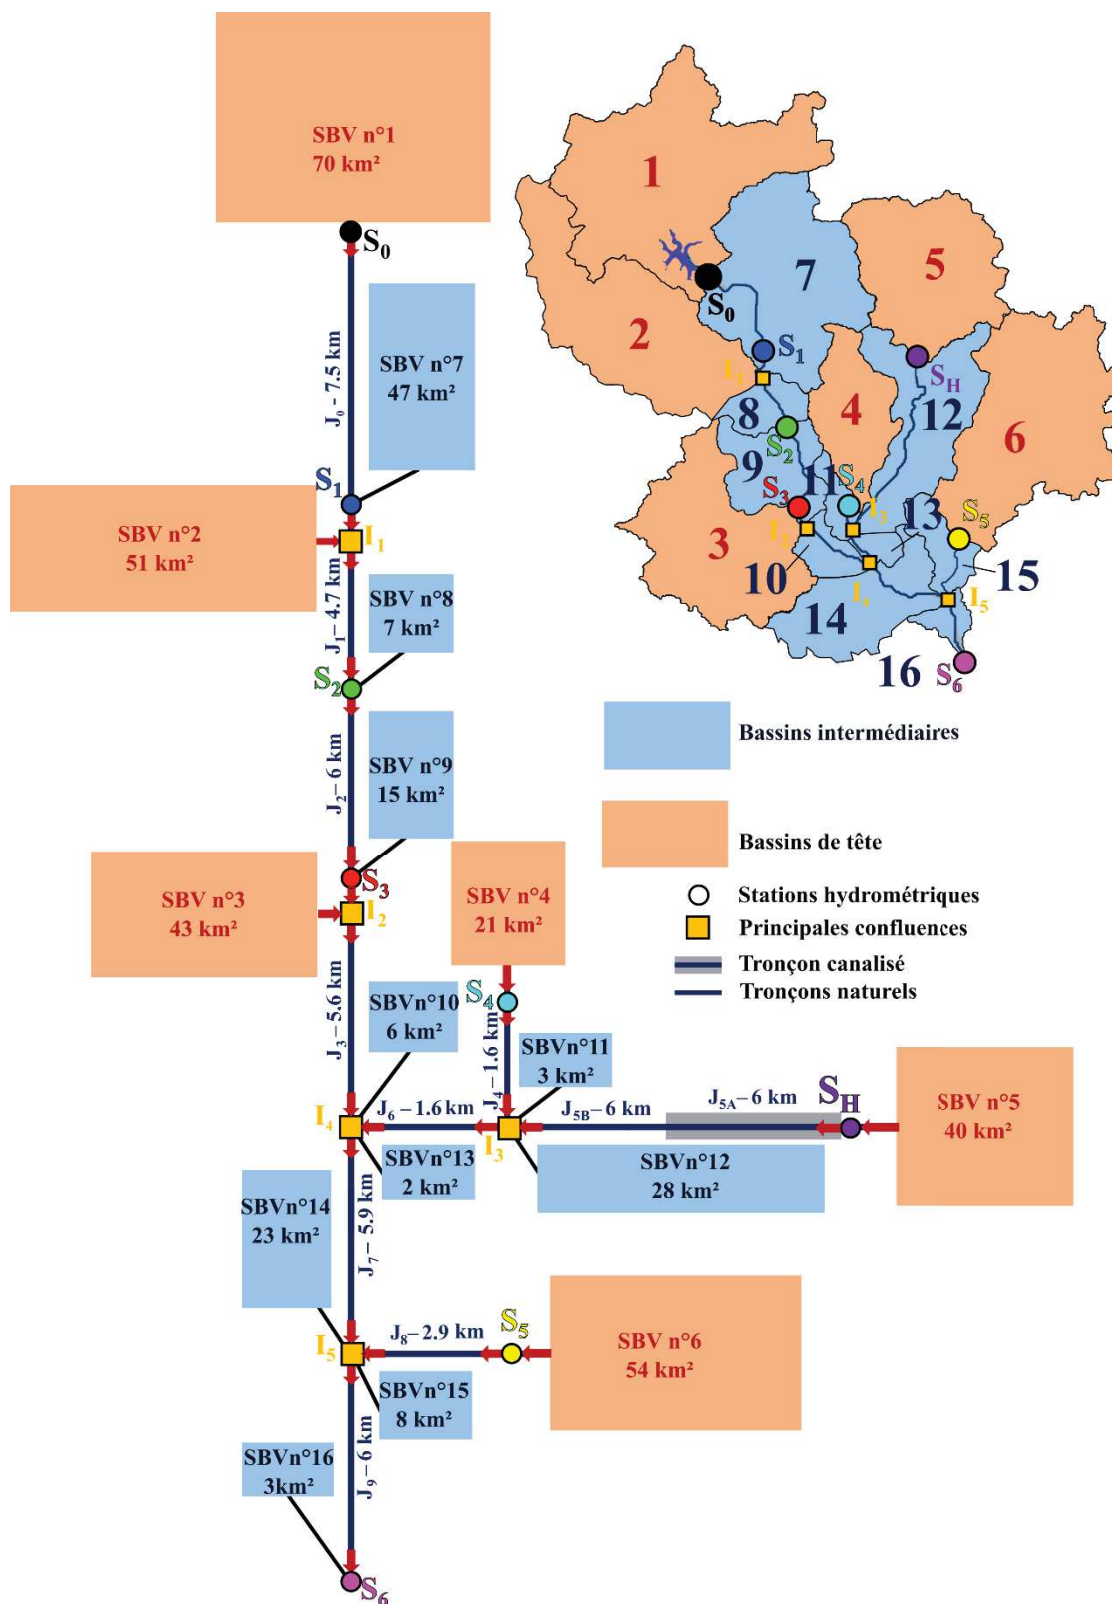 SBV n°1
70 km²
S0
J0 - 7.5 km
SBV n°7
47 km²
S1
SBV n°2
51 km²
I1
J1– 4.7 km
SBV n°8
7 km²
S2
J2– 6 km
SBV n°9
15 km²
S3
SBV n°3
43 km²
I2
SBV n°4
21 km²
S4
J3– 5.6 km
SBVn°10
6 km²
J4–1.6 km
SBVn°11
3 km²
I4
J6 –1.6 km
I3
J5B– 6 km
J5A– 6 km
SH
SBV n°5
40 km²
SBVn°13
2 km²
SBVn°12
28 km²
SBVn°14
23 km²
J7– 5.9 km
I5
J8– 2.9 km
S5
SBV n°6
54 km²
SBVn°15
8 km²
SBVn°16
3km²
J9– 6 km
S6
1
7
5
2
S0
S1
I1
SH
4
12
6
8
S2
9
11
S3
S4
I3
13
S5
3
I2
10
15
I5
14
16
S6
Bassins intermédiaires
Bassins de tête
Stations hydrométriques
Principales confluences
Tronçon canalisé
Tronçons naturels